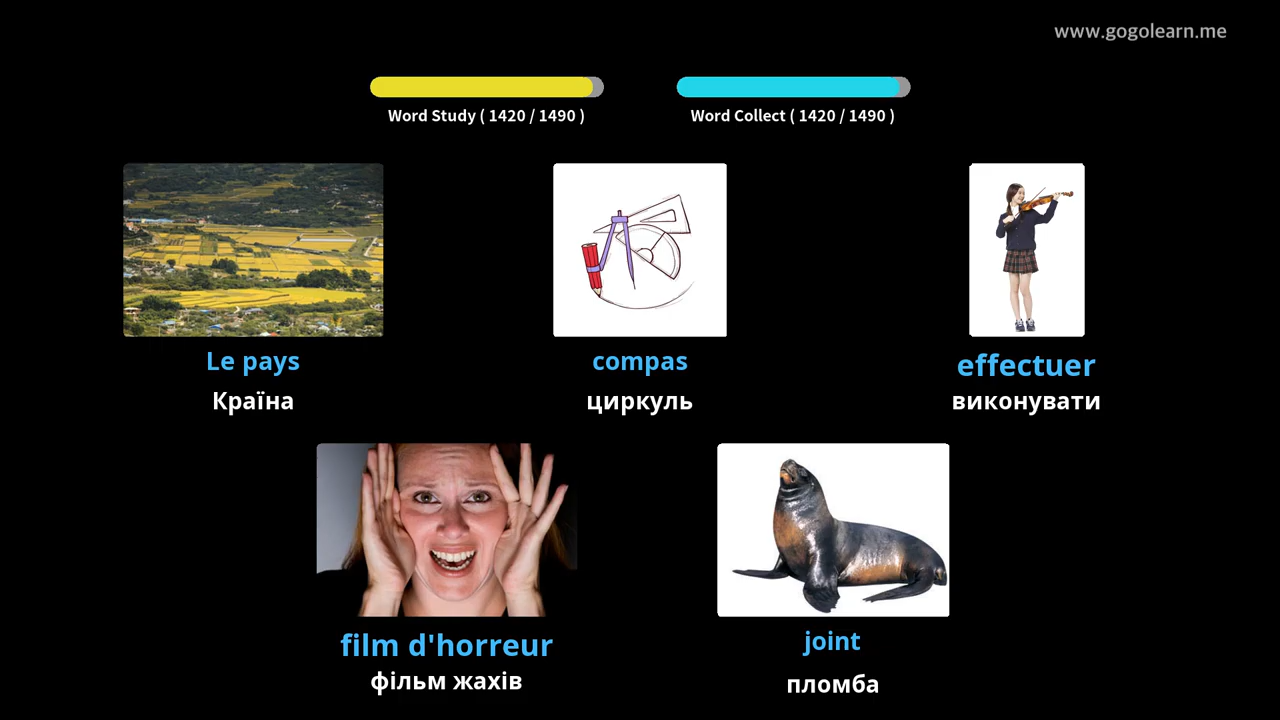 www.gogolearn.me
Word Study ( 1420 / 1490 )
Word Collect ( 1420 / 1490 )
Le pays
compas
effectuer
Країна
циркуль
виконувати
film d'horreur
joint
фільм жахів
пломба